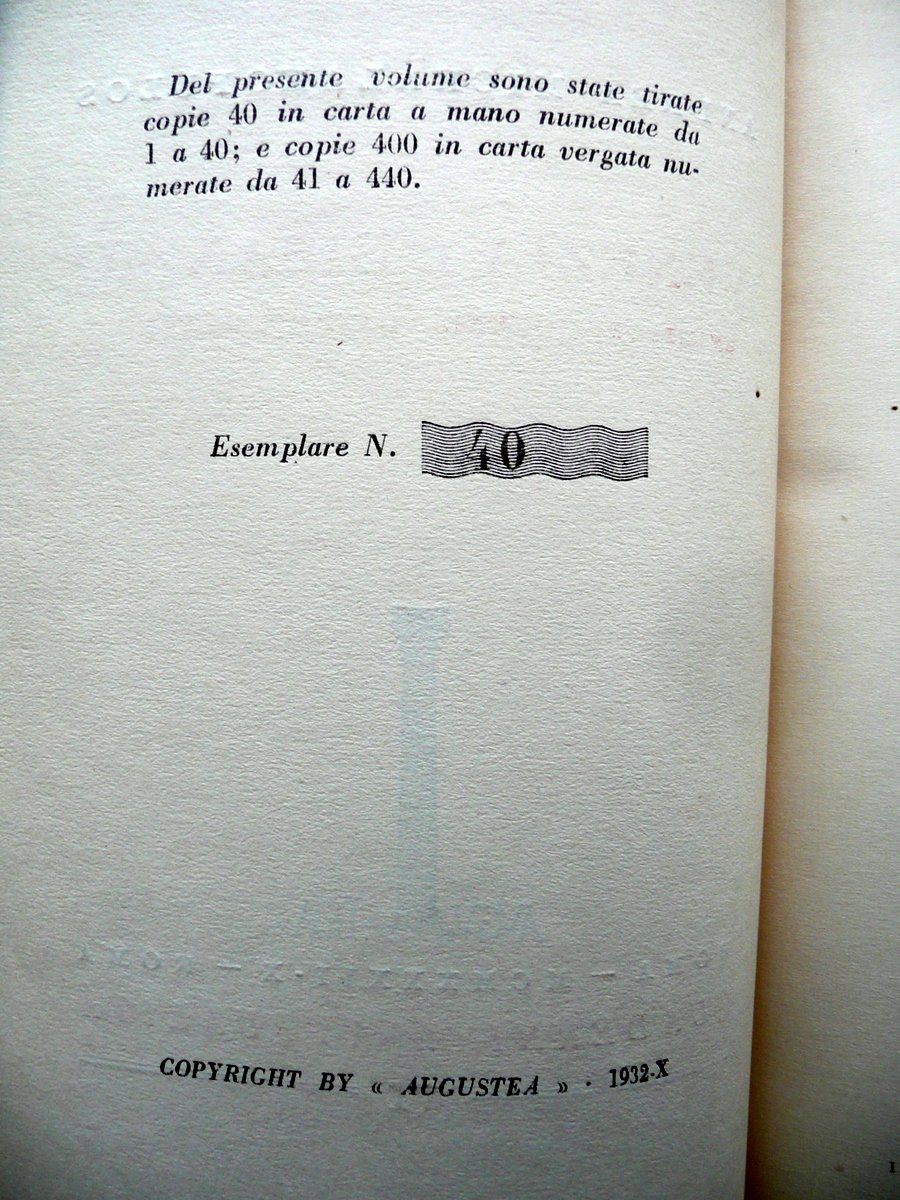 Del presente volume sono state tirate
copie 40 in carta a mano numerate da
1 a 40; e copie 400 in carta vergata nu-
merate da 41 a 440.
Esemplare N. 40
COPYRIGHT BY « AUGUSTEA » · 1932-X